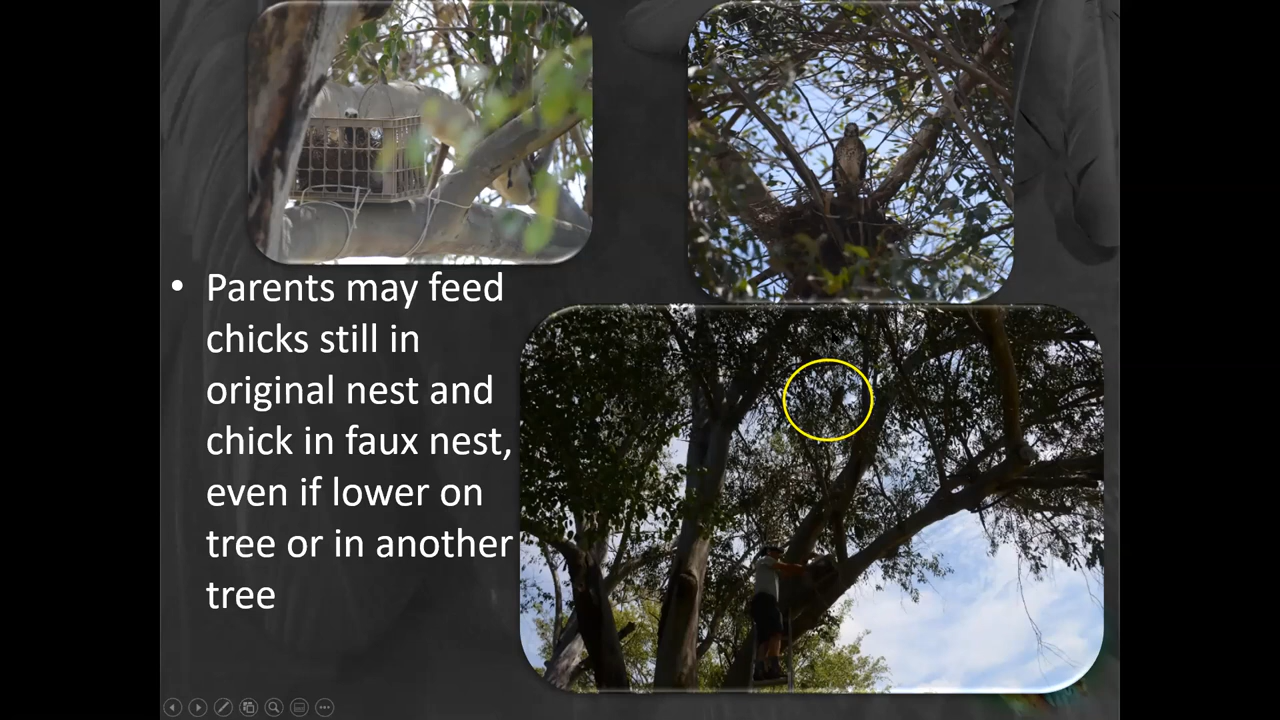 • Parents may feed
chicks still in
original nest and
chick in faux nest,
even if lower on
tree or in another
tree